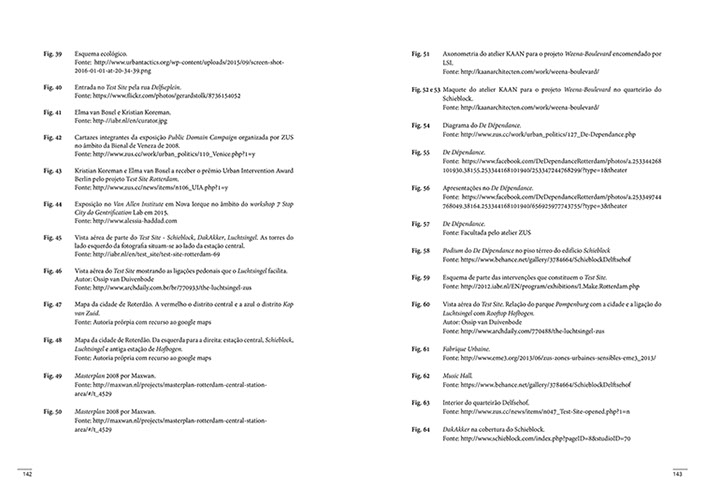 Fig. 39 Esquema ecológico.
Fonte: http://www.urbantactics.org/wp-content/uploads/2015/09/screen-shot-
2016-01-01-at-20-34-39.png
Fig. 40 Entrada no Test Site pela rua Delfseplein.
Fonte: https://www.flickr.com/photos/gerardstolk/8736154052
Fig. 41 Elma van Boxel e Kristian Koreman.
Fonte: http-//iabr.nl/en/curator.jpg
Fig. 42 Cartazes integrantes da exposição Public Domain Campaign organizada por ZUS
no âmbito da Bienal de Veneza de 2008.
Fonte: http://www.zus.cc/work/urban_politics/119_Venice.php?1=y
Fig. 43 Kristian Koreman e Elma van Boxel a receber o prémio Urban Intervention Award
Berlin pelo projeto Test Site Rotterdam.
Fonte: http://www.zus.cc/news/items/n106_UIA.php?1=y
Fig. 44 Exposição no Van Allen Institute em Nova Iorque no âmbito do workshop 7 Stop
City do Gentrification Lab em 2015.
Fonte: http://www.alessia-haddad.com
Fig. 45 Vista aérea de parte do Test Site - Schieblock, DakAkker, Luchtsingel. As torres do
lado esquerdo da fotografia situam-se ao lado da estação central.
Fonte: http://iabr.nl/en/test_site/test-site-rotterdam-69
Fig. 46 Vista aérea do Test Site mostrando as ligações pedonais que o Luchtsingel facilita.
Autor: Ossip van Duivenbode
Fonte: http://www.archdaily.com.br/br/770933/the-luchtsingel-zus
Fig. 47 Mapa da cidade de Roterdão. A vermelho o distrito central e a azul o distrito Kop
van Zuid.
Fonte: Autoria prórpia com recurso ao google maps
Fig. 48 Mapa da cidade de Roterdão. Da esquerda para a direita: estação central, Schieblock,
Luchtsingel e antiga estação de Hofbogen.
Fonte: Autoria prórpia com recurso ao google maps
Fig. 49 Masterplan 2008 por Maxwan.
Fonte: http://maxwan.nl/projects/masterplan-rotterdam-central-station-
area/#/t_4529
Fig. 50 Masterplan 2008 por Maxwan.
Fonte: http://maxwan.nl/projects/masterplan-rotterdam-central-station-
area/#/t_4529
142
Fig. 51 Axonometria do atelier KAAN para o projeto Weena-Boulevard encomendado por
LSI.
Fonte: http://kaanarchitecten.com/work/weena-boulevard/
Fig. 52 e 53 Maquete do atelier KAAN para o projeto Weena-Boulevard no quarteirão do
Schieblock.
Fonte: http://kaanarchitecten.com/work/weena-boulevard/
Fig. 54 Diagrama do De Dépendance.
Fonte: http://www.zus.cc/work/urban_politics/127_De-Dependance.php
Fig. 55 De Dépendance.
Fonte: https://www.facebook.com/DeDependanceRotterdam/photos/a.253344268
101930.38155.253344168101940/253347244768299/?type=3&theater
Fig. 56 Apresentações no De Dépendance.
Fonte: https://www.facebook.com/DeDependanceRotterdam/photos/a.253349744
768049.38164.253344168101940/656925977743755/?type=3&theater
Fig. 57 De Dépendance.
Fonte: Facultada pelo atelier ZUS
Fig. 58 Podium do De Dépendance no piso térreo do edifício Schieblock
Fonte: https://www.behance.net/gallery/3784664/SchieblockDelftsehof
Fig. 59 Esquema de parte das intervenções que constituem o Test Site.
Fonte: http://2012.iabr.nl/EN/program/exhibitions/I.Make.Rotterdam.php
Fig. 60 Vista aérea do Test Site. Relação do parque Pompenburg com a cidade e a ligação do
Luchtsingel com Rooftop Hofbogen.
Autor: Ossip van Duivenbode
Fonte: http://www.archdaily.com/770488/the-luchtsingel-zus
Fig. 61 Fabrique Urbaine.
Fonte: http://www.eme3.org/2013/06/zus-zones-urbaines-sensibles-eme3_2013/
Fig. 62 Music Hall.
Fonte: https://www.behance.net/gallery/3784664/SchieblockDelftsehof
Fig. 63 Interior do quarteirão Delftsehof.
Fonte: http://www.zus.cc/news/items/n047_Test-Site-opened.php?1=n
Fig. 64 DakAkker na cobertura do Schieblock.
Fonte: http://www.schieblock.com/index.php?pageID=8&studioID=70
143